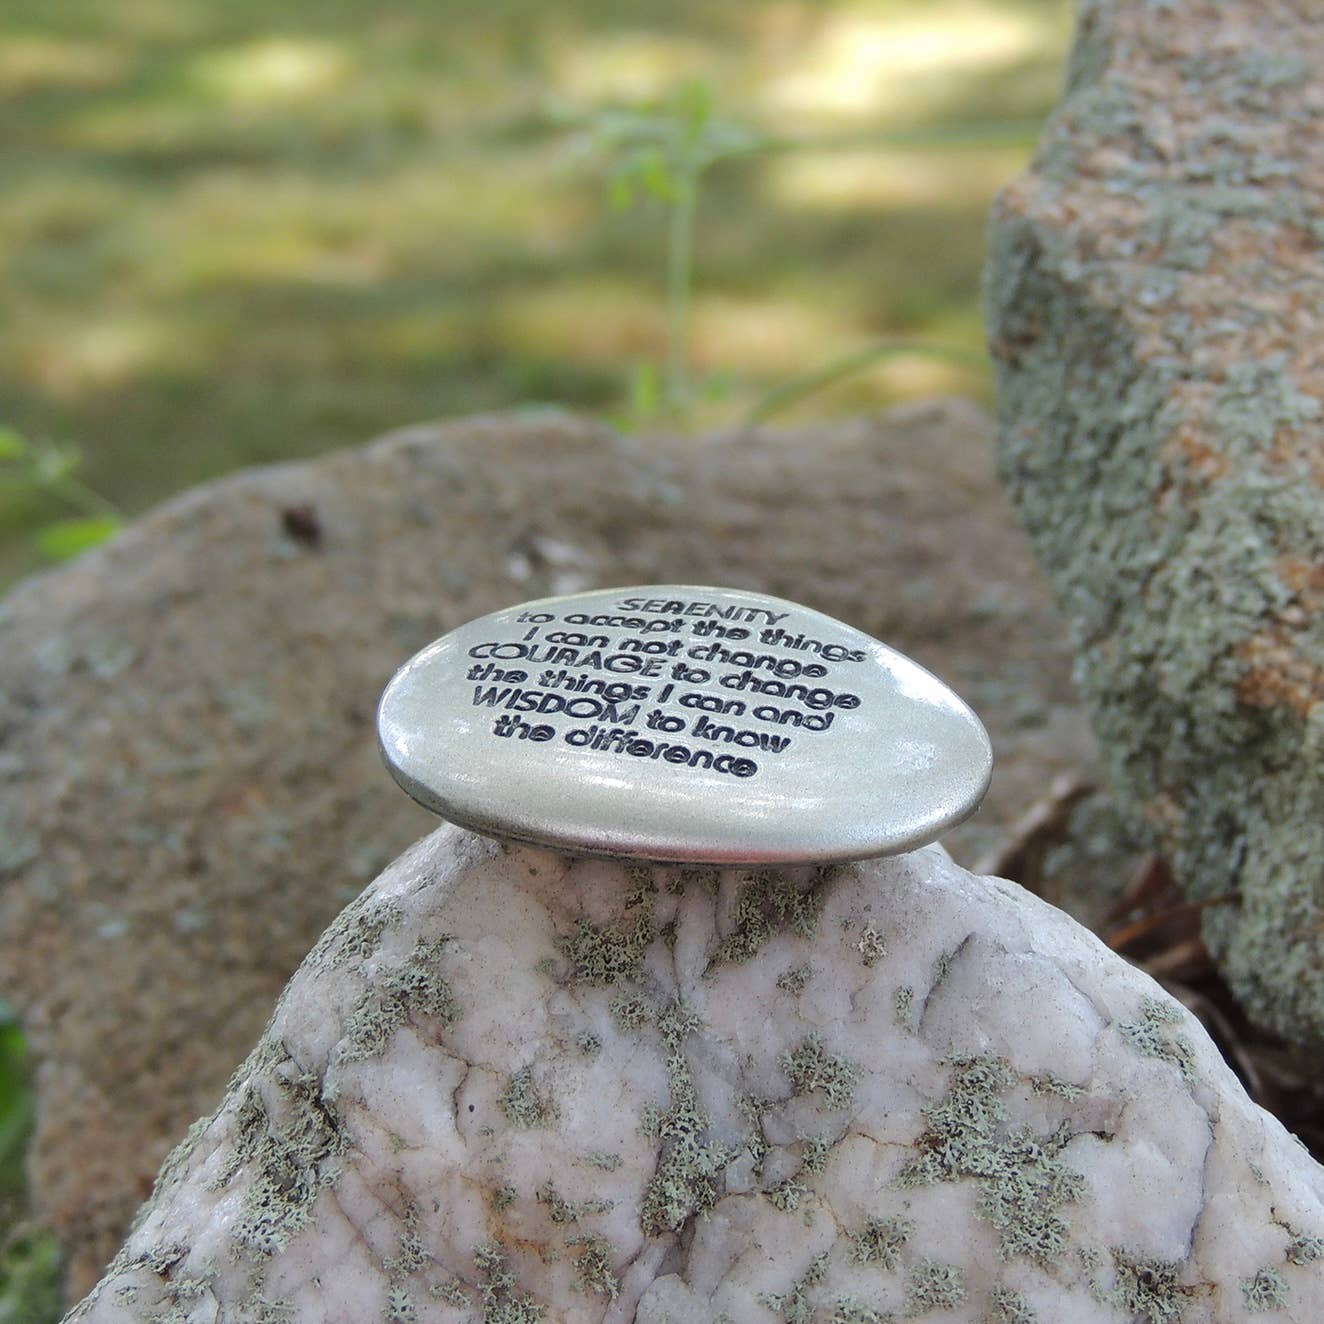 SERENITY
to accept the things
I can not change
COURAGE to change
the things I can and
WISDOM to know
the difference